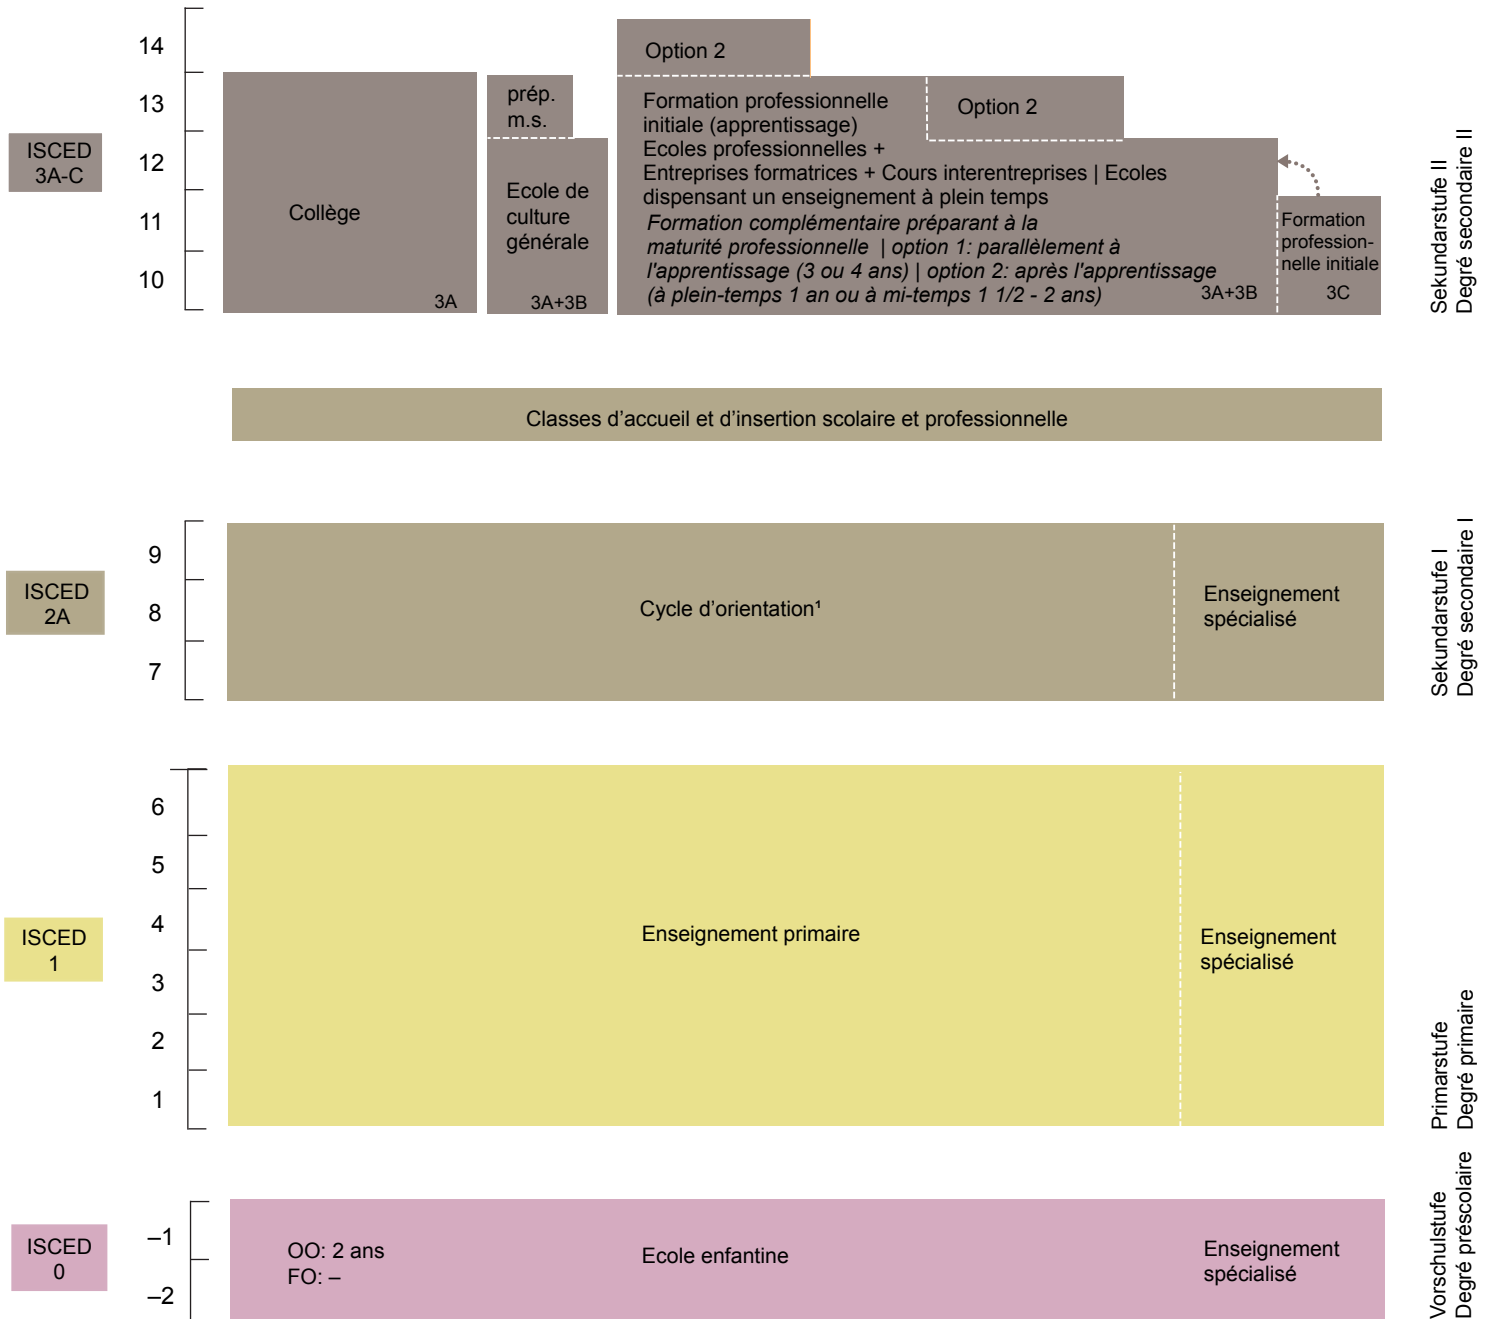 14
13
12
11
10
ISCED
3A-C
Collège
3A
prép.
m.s.
Ecole de
culture
générale
3A+3B
Option 2
Formation professionnelle
initiale (apprentissage)
Ecoles professionnelles +
Entreprises formatrices + Cours interentreprises | Ecoles
dispensant un enseignement à plein temps
Formation complémentaire préparant à la
maturité professionnelle | option 1: parallèlement à
l'apprentissage (3 ou 4 ans) | option 2: après l'apprentissage
(à plein-temps 1 an ou à mi-temps 1 1/2 - 2 ans)
3A+3B
Option 2
Formation
profession-
nelle initiale
3C
Sekundarstufe II
Degré secondaire II
Classes d’accueil et d’insertion scolaire et professionnelle
ISCED
2A
9
8
7
Cycle d’orientation¹
Enseignement
spécialisé
Sekundarstufe I
Degré secondaire I
ISCED
1
6
5
4
3
2
1
Enseignement primaire
Enseignement
spécialisé
Primarstufe
Degré primaire
ISCED
0
–1
–2
OO: 2 ans
FO: –
Ecole enfantine
Enseignement
spécialisé
Vorschulstufe
Degré préscolaire